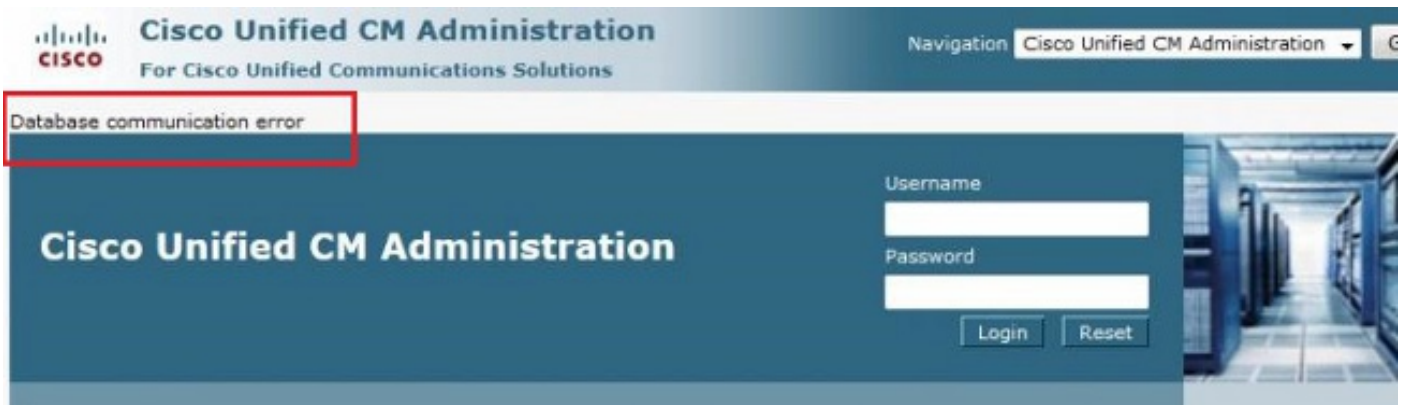 Cisco Unified CM Administration
Navigation Cisco Unified CM Administration
CISCO
For Cisco Unified Communications Solutions
Database communication error
Username
Cisco Unified CM Administration
Password
Login Reset